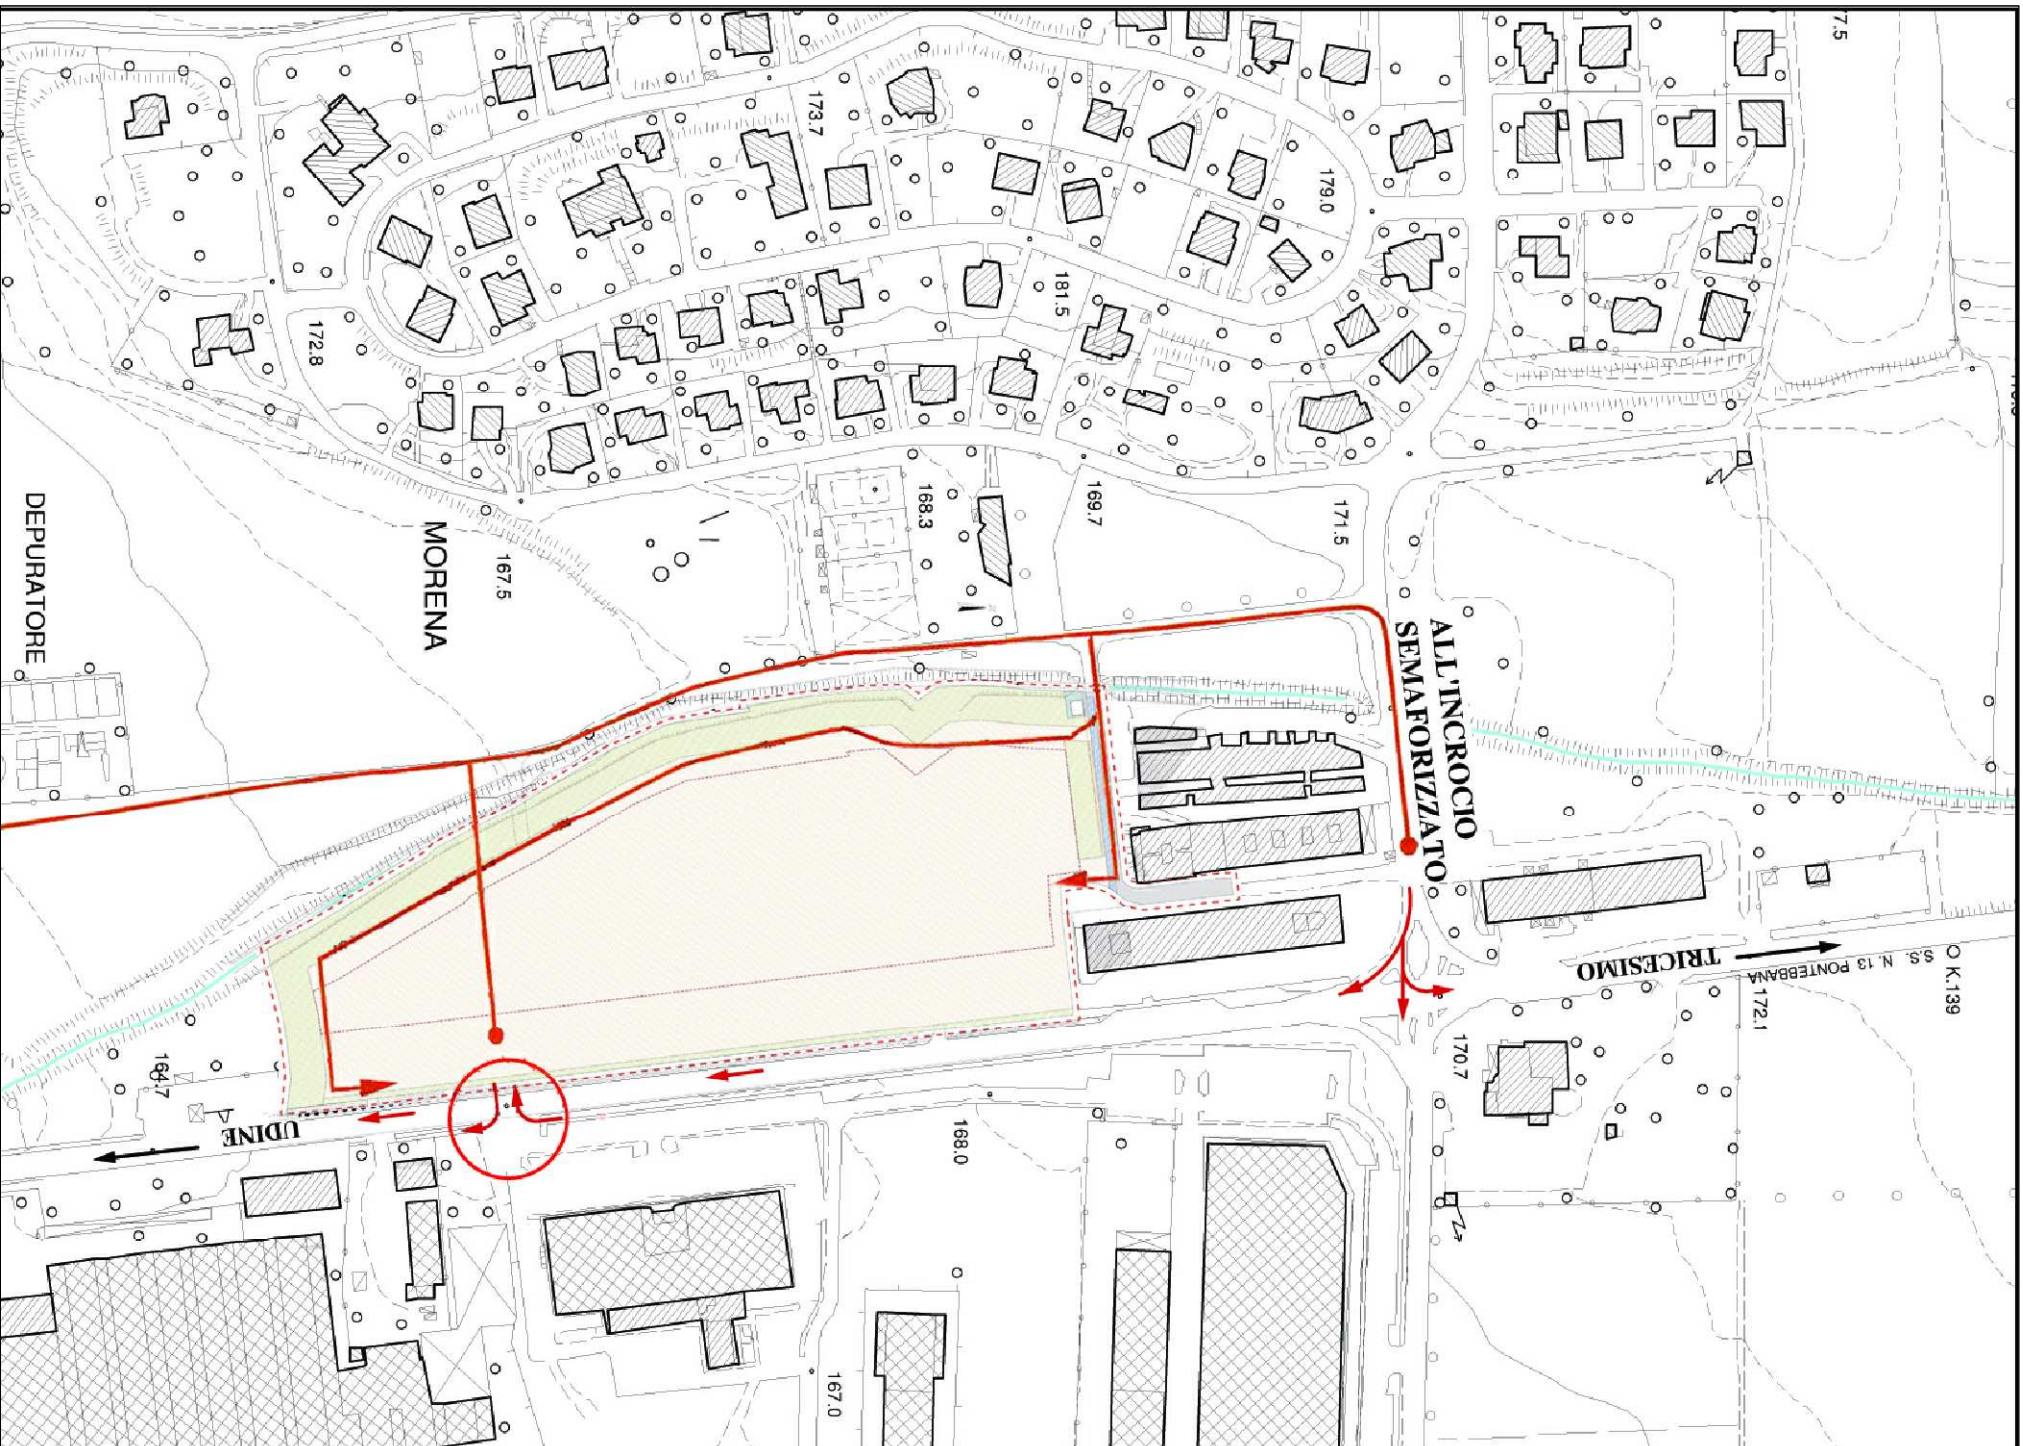 77.5
173.7
179.0
181.5
172.8
168.3
169.7
171.5
DEPURATORE
MORENA
167.5
ALL'INCROCIO
SEMAFORIZZATO
TRICESIMO
S.S. N. 13 PONTEBBANA
K.139
172.1
170.7
164.7
UDINE
168.0
167.0